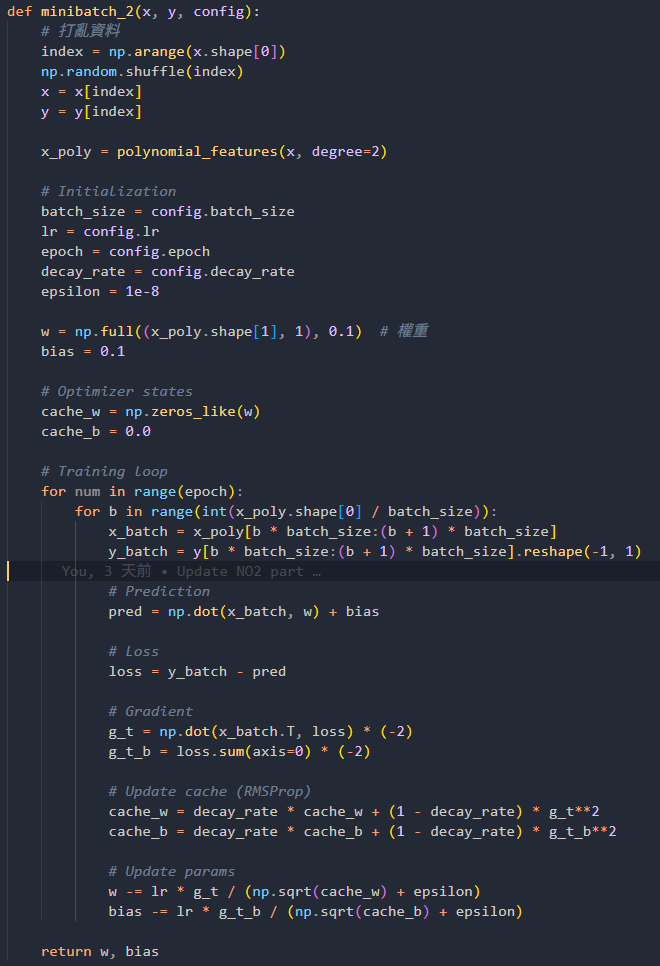 def minibatch_2(x, y, config):
    # 打亂資料
    index = np.arange(x.shape[0])
    np.random.shuffle(index)
    x = x[index]
    y = y[index]
    x_poly = polynomial_features(x, degree=2)
    # Initialization
    batch_size = config.batch_size
    lr = config.lr
    epoch = config.epoch
    decay_rate = config.decay_rate
    epsilon = 1e-8
    w = np.full((x_poly.shape[1], 1), 0.1)  # 權重
    bias = 0.1
    # Optimizer states
    cache_w = np.zeros_like(w)
    cache_b = 0.0
    # Training loop
    for num in range(epoch):
        for b in range(int(x_poly.shape[0] / batch_size)):
            x_batch = x_poly[b * batch_size:(b + 1) * batch_size]
            y_batch = y[b * batch_size:(b + 1) * batch_size].reshape(-1, 1)
      You, 3 天前 • Update NO2 part …
            # Prediction
            pred = np.dot(x_batch, w) + bias
            # Loss
            loss = y_batch - pred
            # Gradient
            g_t = np.dot(x_batch.T, loss) * (-2)
            g_t_b = loss.sum(axis=0) * (-2)
            # Update cache (RMSProp)
            cache_w = decay_rate * cache_w + (1 - decay_rate) * g_t**2
            cache_b = decay_rate * cache_b + (1 - decay_rate) * g_t_b**2
            # Update params
            w -= lr * g_t / (np.sqrt(cache_w) + epsilon)
            bias -= lr * g_t_b / (np.sqrt(cache_b) + epsilon)
    return w, bias